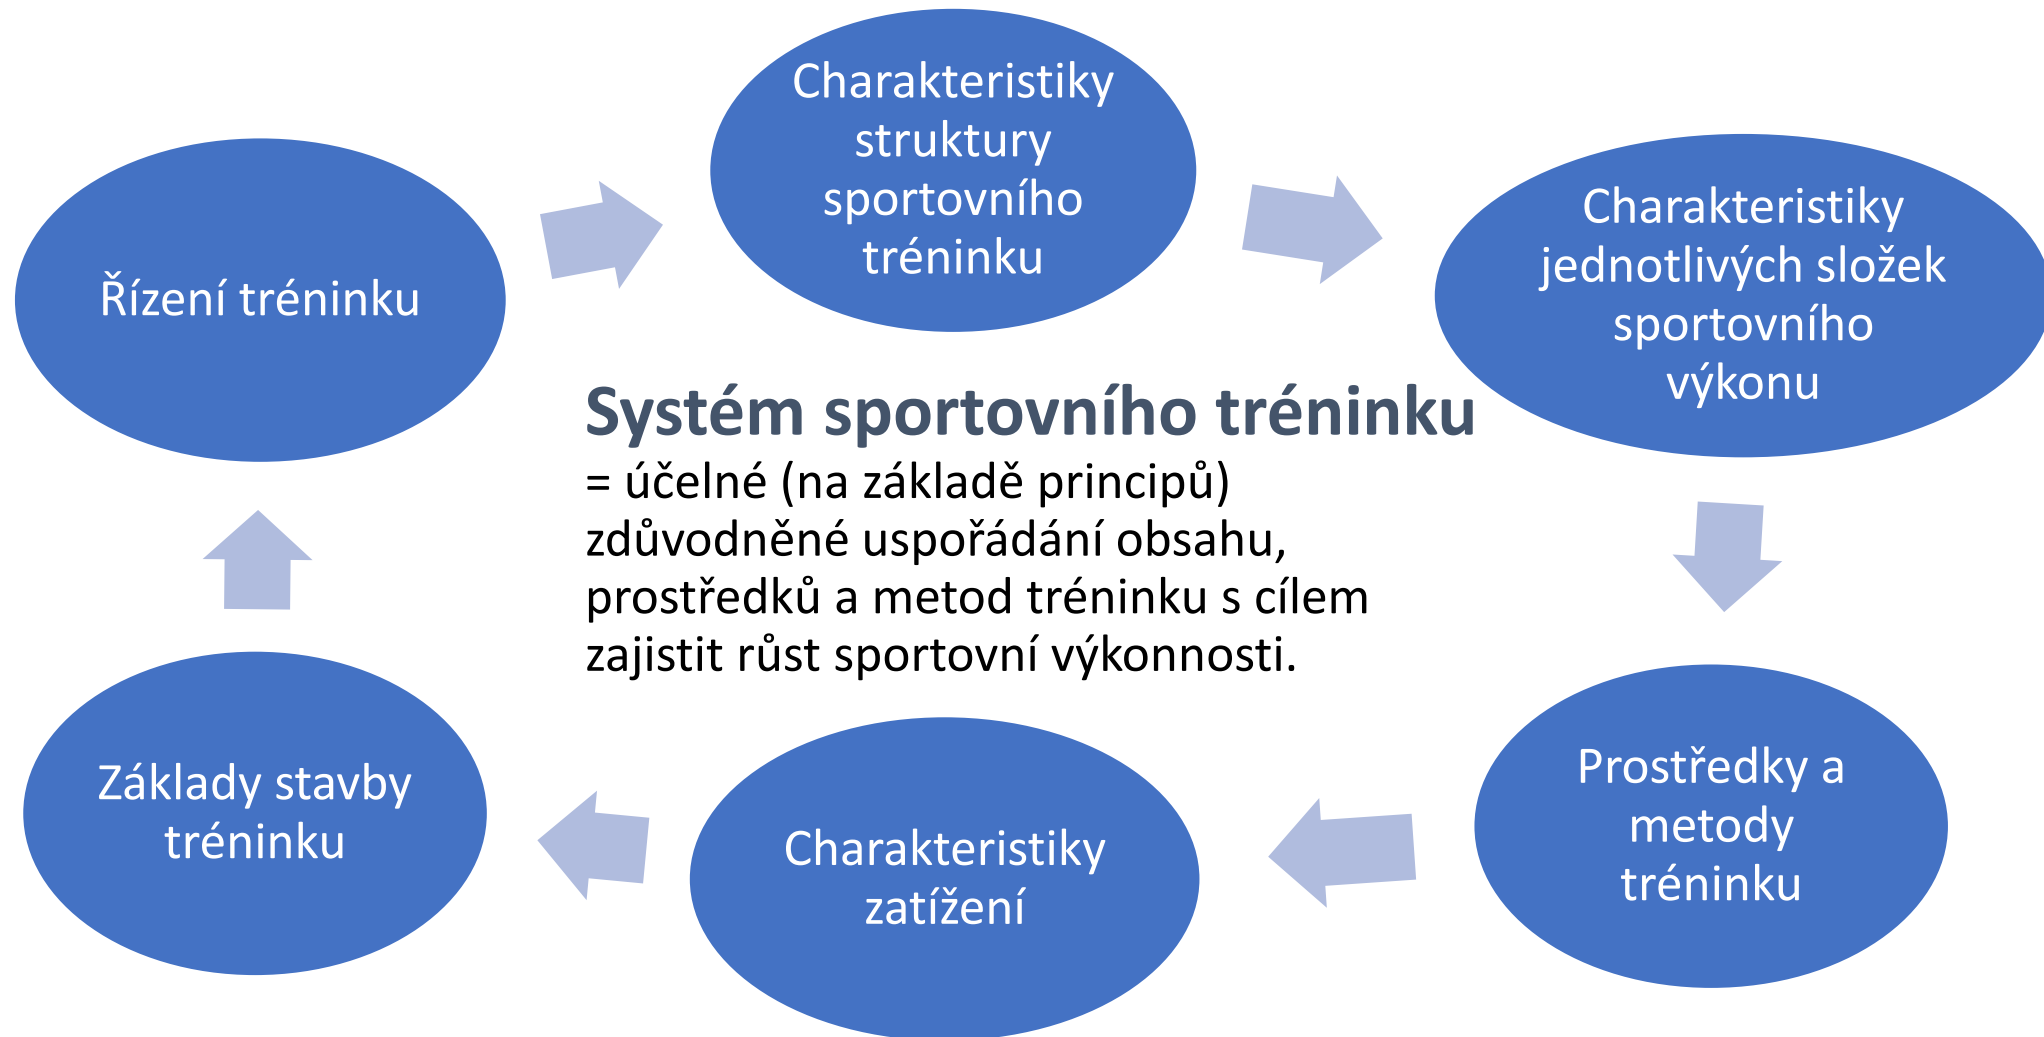 Charakteristiky
struktury
sportovního
tréninku
Charakteristiky
jednotlivých složek
sportovního
výkonu
Prostředky a
metody
tréninku
Charakteristiky
zatížení
Základy stavby
tréninku
Řízení tréninku
Systém sportovního tréninku
= účelné (na základě principů)
zdůvodněné uspořádání obsahu,
prostředků a metod tréninku s cílem
zajistit růst sportovní výkonnosti.